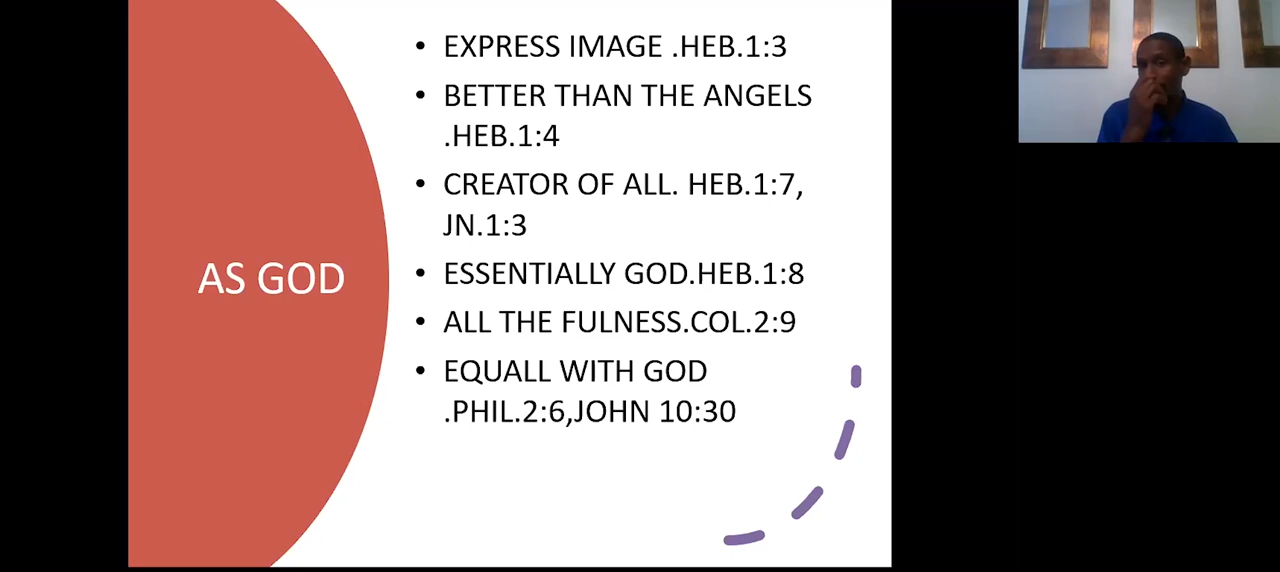 AS GOD
• EXPRESS IMAGE .HEB.1:3
• BETTER THAN THE ANGELS
.HEB.1:4
• CREATOR OF ALL. HEB.1:7,
JN.1:3
• ESSENTIALLY GOD.HEB.1:8
• ALL THE FULNESS.COL.2:9
• EQUALL WITH GOD
.PHIL.2:6,JOHN 10:30